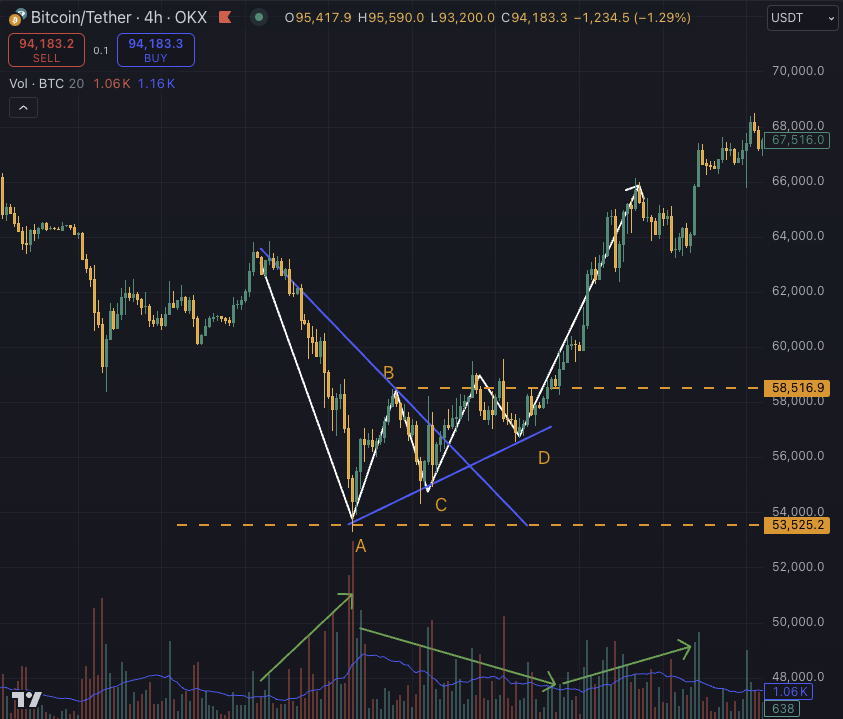 Bitcoin/Tether · 4h · OKX O95,417.9 H95,590.0 L93,200.0 C94,183.3 −1,234.5 (−1.29%)
USDT
94,183.2 0.1 94,183.3
SELL BUY
Vol · BTC 20 1.06K 1.16K
70,000.0
68,000.0
67,516.0
66,000.0
64,000.0
62,000.0
60,000.0
B
58,516.9
58,000.0
56,000.0
D
C
54,000.0
53,525.2
A
52,000.0
50,000.0
48,000.0
1.06K
638